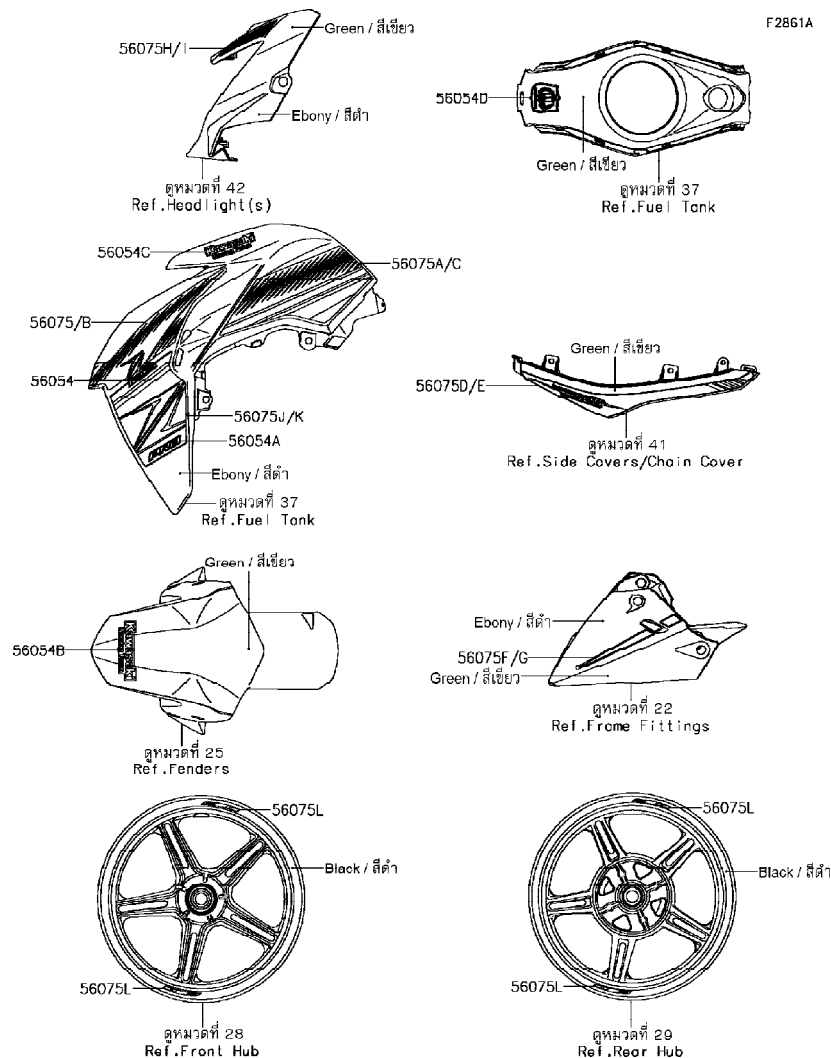 F2861A
56075H/I
Green / สีเขียว
Ebony / สีดำ
ดูหมวดที่ 42
Ref.Headlight(s)
56054D
Green / สีเขียว
ดูหมวดที่ 37
Ref.Fuel Tank
56054C
Kawasaki
56075A/C
56075/B
56054
56075J/K
56054A
Ebony / สีดำ
ดูหมวดที่ 37
Ref.Fuel Tank
Green / สีเขียว
56075D/E
ดูหมวดที่ 41
Ref.Side Covers/Chain Cover
Green / สีเขียว
56054B
ดูหมวดที่ 25
Ref.Fenders
Ebony / สีดำ
56075F/G
Green / สีเขียว
ดูหมวดที่ 22
Ref.Frame Fittings
56075L
Black / สีดำ
56075L
ดูหมวดที่ 28
Ref.Front Hub
56075L
Black / สีดำ
56075L
ดูหมวดที่ 29
Ref.Rear Hub